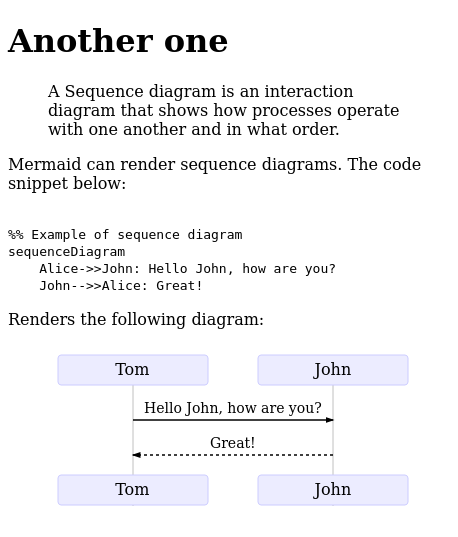 Another one
A Sequence diagram is an interaction
diagram that shows how processes operate
with one another and in what order.
Mermaid can render sequence diagrams. The code
snippet below:
%% Example of sequence diagram
sequenceDiagram
    Alice->>John: Hello John, how are you?
    John-->>Alice: Great!
Renders the following diagram:
Tom John
Hello John, how are you?
Great!
Tom John